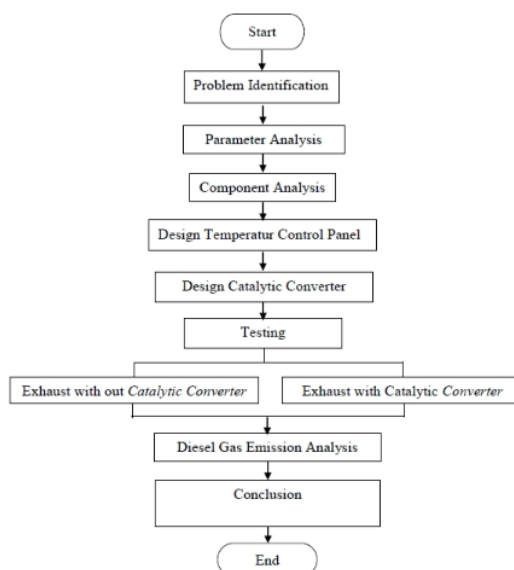 Start
Problem Identification
Parameter Analysis
Component Analysis
Design Temperatur Control Panel
Design Catalytic Converter
Testing
Exhaust with out Catalytic Converter
Exhaust with Catalytic Converter
Diesel Gas Emission Analysis
Conclusion
End